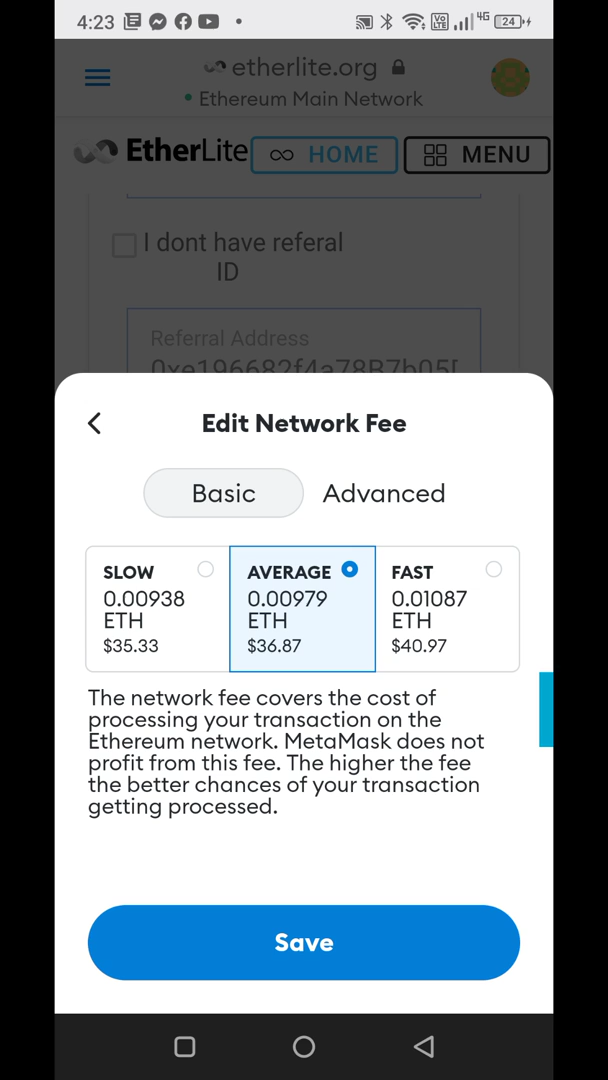 4:23 4G 24
etherlite.org
Ethereum Main Network
EtherLite HOME MENU
I dont have referal
ID
Referral Address
0xe196682f4a78B7b05
Edit Network Fee
Basic Advanced
SLOW AVERAGE FAST
0.00938 0.00979 0.01087
ETH ETH ETH
$35.33 $36.87 $40.97
The network fee covers the cost of
processing your transaction on the
Ethereum network. MetaMask does not
profit from this fee. The higher the fee
the better chances of your transaction
getting processed.
Save